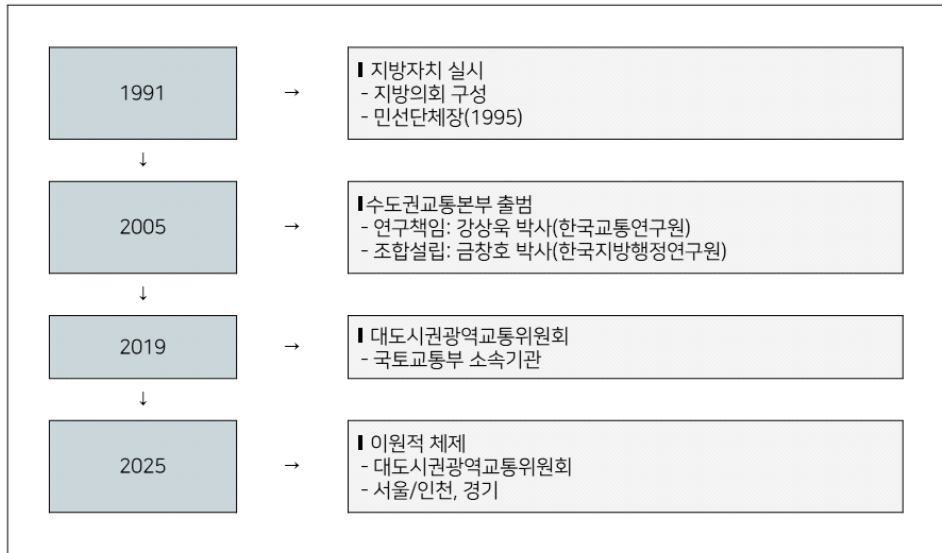 1991
→
▌지방자치 실시
- 지방의회 구성
- 민선단체장(1995)
↓
2005
→
▌수도권교통본부 출범
- 연구책임: 강상욱 박사(한국교통연구원)
- 조합설립: 금창호 박사(한국지방행정연구원)
↓
2019
→
▌대도시권광역교통위원회
- 국토교통부 소속기관
↓
2025
→
▌이원적 체제
- 대도시권광역교통위원회
- 서울/인천, 경기